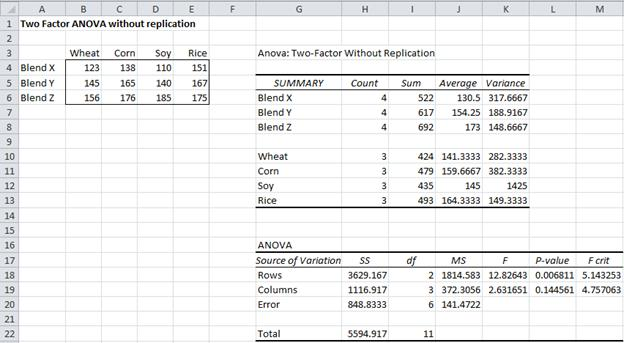 A B C D E F G H I J K L M
1 Two Factor ANOVA without replication
2
3 Wheat Corn Soy Rice Anova: Two-Factor Without Replication
4 Blend X 123 138 110 151
5 Blend Y 145 165 140 167 SUMMARY Count Sum Average Variance
6 Blend Z 156 176 185 175 Blend X 4 522 130.5 317.6667
7 Blend Y 4 617 154.25 188.9167
8 Blend Z 4 692 173 148.6667
9
10 Wheat 3 424 141.3333 282.3333
11 Corn 3 479 159.6667 382.3333
12 Soy 3 435 145 1425
13 Rice 3 493 164.3333 149.3333
14
15
16 ANOVA
17 Source of Variation SS df MS F P-value F crit
18 Rows 3629.167 2 1814.583 12.82643 0.006811 5.143253
19 Columns 1116.917 3 372.3056 2.631651 0.144561 4.757063
20 Error 848.8333 6 141.4722
21
22 Total 5594.917 11